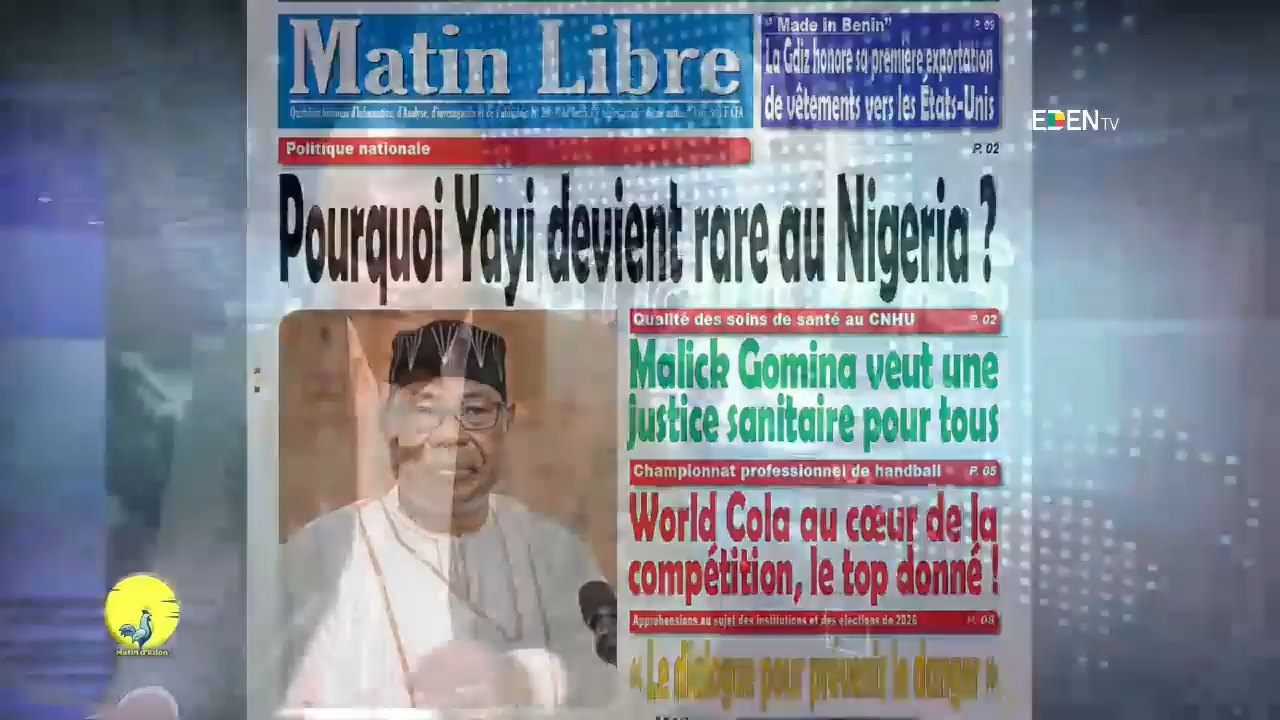 Matin Libre
"Made in Benin" P. 09
La Gdiz honore sa première exportation
de vêtements vers les États-Unis
EDEN TV
Politique nationale
P. 02
Pourquoi Yayi devient rare au Nigeria ?
Qualité des soins de santé au CNHU P. 02
Malick Gomina veut une
justice sanitaire pour tous
Championnat professionnel de handball P. 05
World Cola au cœur de la
compétition, le top donné !
Appréhensions au sujet des institutions et des élections de 2026 P. 08
« Le dialogue pour prévenir le danger »
Matin d'Eden